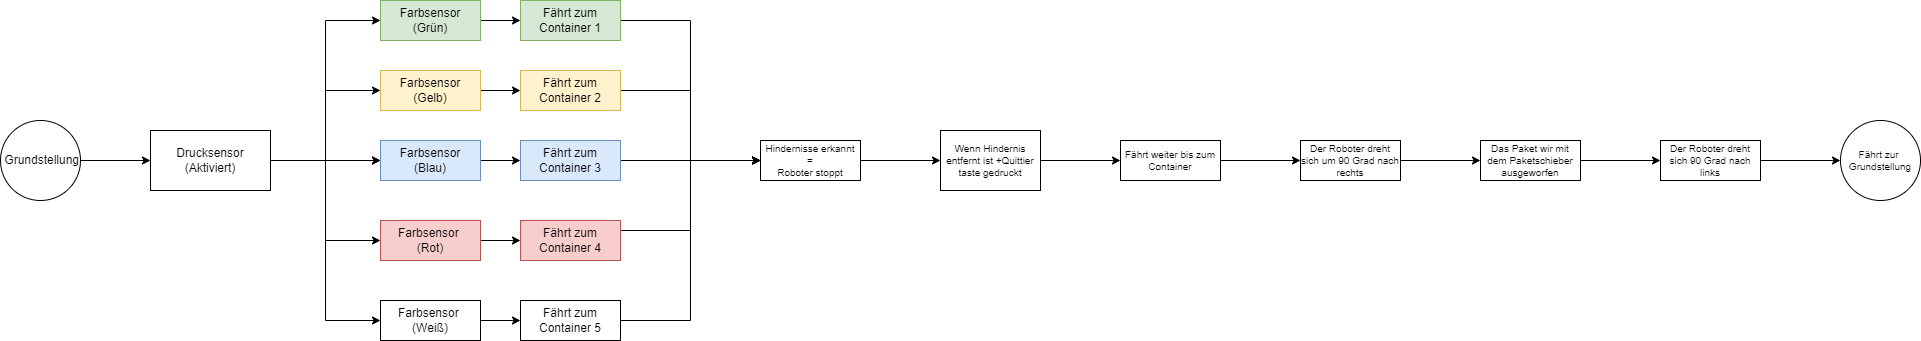 Grundstellung
Drucksensor
(Aktiviert)
Farbsensor
(Grün)
Fährt zum
Container 1
Farbsensor
(Gelb)
Fährt zum
Container 2
Farbsensor
(Blau)
Fährt zum
Container 3
Farbsensor
(Rot)
Fährt zum
Container 4
Farbsensor
(Weiß)
Fährt zum
Container 5
Hindernisse erkannt
=
Roboter stoppt
Wenn Hindernis
entfernt ist +Quittier
taste gedruckt
Fährt weiter bis zum
Container
Der Roboter dreht
sich um 90 Grad nach
rechts
Das Paket wir mit
dem Paketschieber
ausgeworfen
Der Roboter dreht
sich 90 Grad nach
links
Fährt zur
Grundstellung